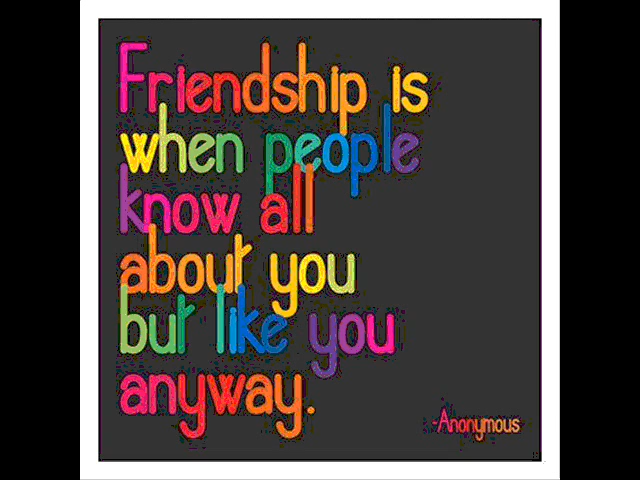 Friendship is
when people
know all
about you
but like you
anyway.
-Anonymous